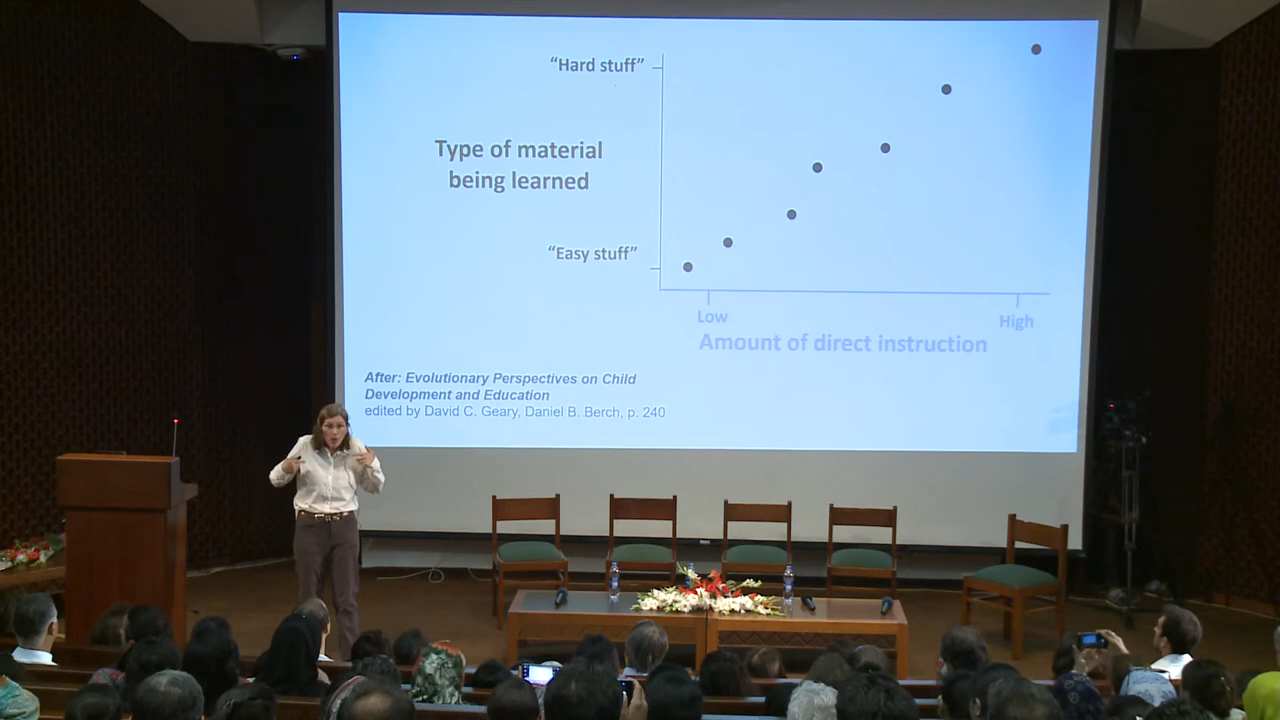 “Hard stuff”
Type of material
being learned
“Easy stuff”
Low
High
Amount of direct instruction
After: Evolutionary Perspectives on Child
Development and Education
edited by David C. Geary, Daniel B. Berch, p. 240